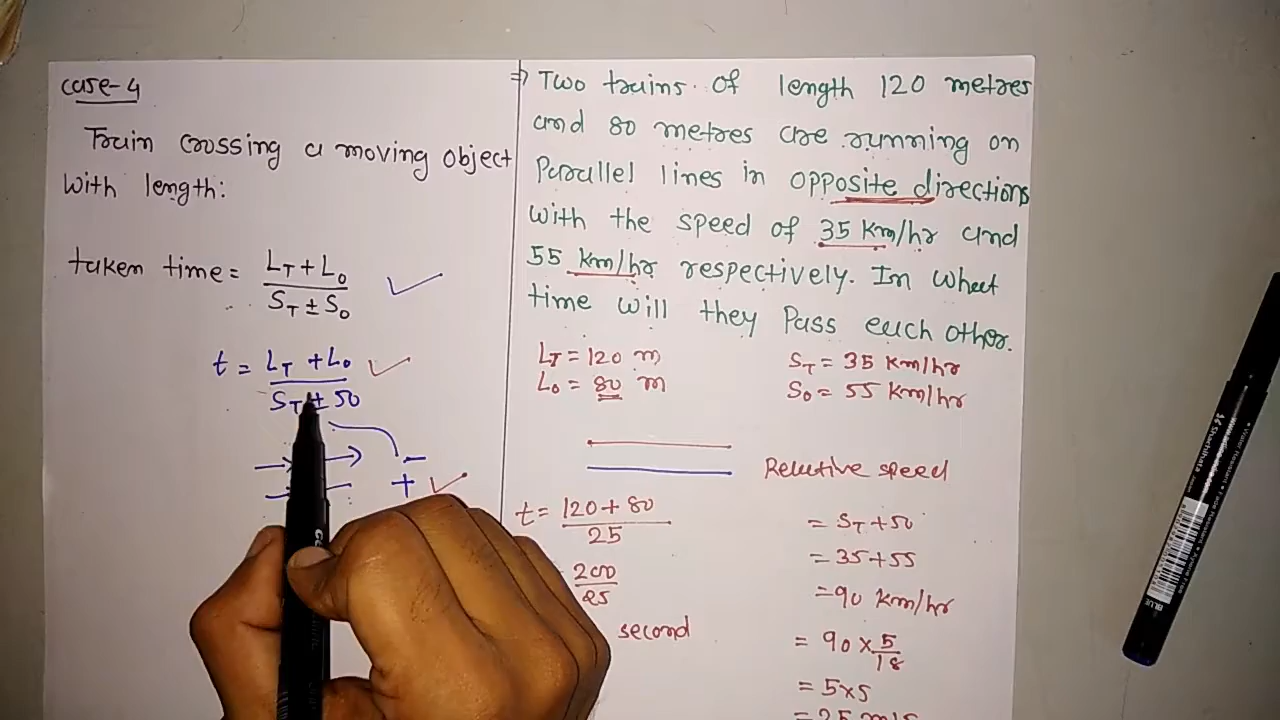 Case-4
Train crossing a moving object
with length:
taken time = LT + LO / ST ± SO
t = LT + LO / ST ± SO
−
+
⇒ Two trains of length 120 metres
and 80 metres are running on
Parallel lines in opposite directions
with the speed of 35 Km/hr and
55 km/hr respectively. In what
time will they Pass each other.
LT = 120 m
LO = 80 m
ST = 35 Km/hr
SO = 55 Km/hr
Relative speed
t = 120 + 80 / 25
= 200 / 25
second
= ST + SO
= 35 + 55
= 90 Km/hr
= 90 × 5/18
= 5×5
= 25 m/s
BLUE